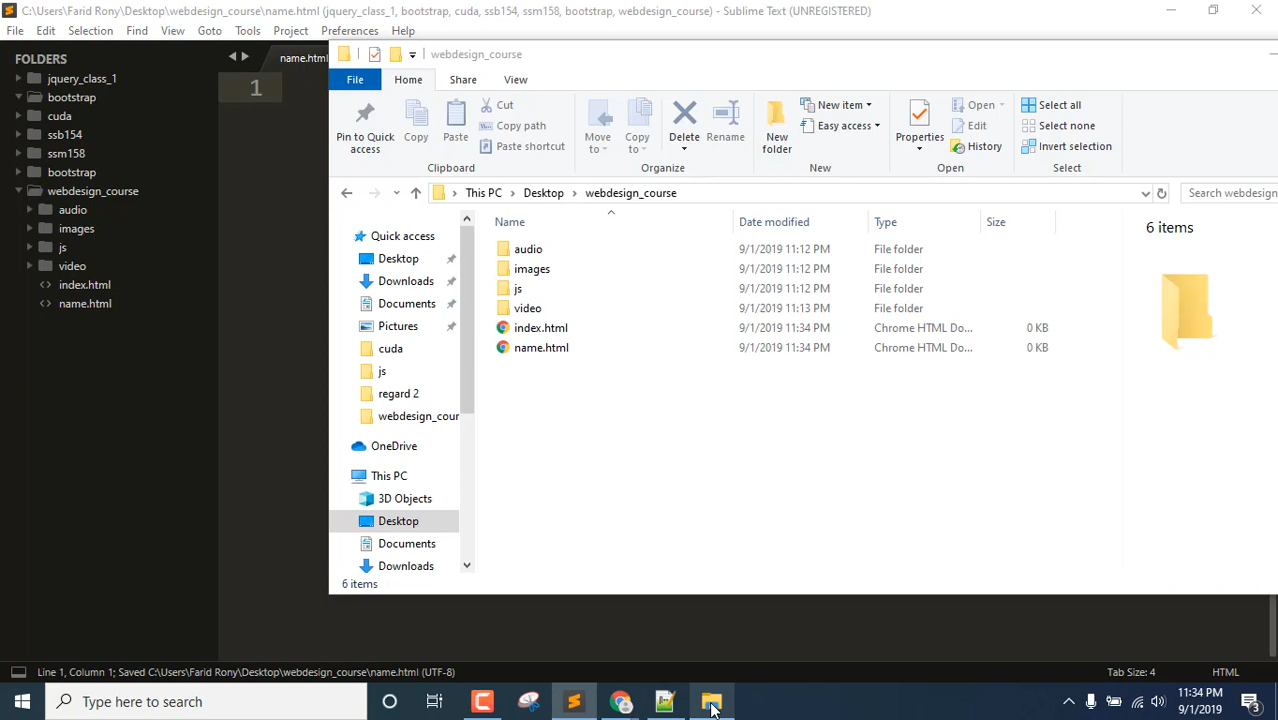 C:\Users\Farid Rony\Desktop\webdesign_course\name.html (jquery_class_1, bootstrap, cuda, ssb154, ssm158, bootstrap, webdesign_course) - Sublime Text (UNREGISTERED)
File Edit Selection Find View Goto Tools Project Preferences Help
FOLDERS
jquery_class_1
bootstrap
cuda
ssb154
ssm158
bootstrap
webdesign_course
audio
images
js
video
index.html
name.html
name.html
1
webdesign_course
File Home Share View
Pin to Quick access
Copy
Paste
Cut
Copy path
Paste shortcut
Clipboard
Move to
Copy to
Delete
Rename
Organize
New folder
New item
Easy access
New
Properties
Open
Edit
History
Open
Select all
Select none
Invert selection
Select
This PC Desktop webdesign_course
Search webdesign
Quick access
Desktop
Downloads
Documents
Pictures
cuda
js
regard 2
webdesign_cour
OneDrive
This PC
3D Objects
Desktop
Documents
Downloads
Name Date modified Type Size
audio 9/1/2019 11:12 PM File folder
images 9/1/2019 11:12 PM File folder
js 9/1/2019 11:12 PM File folder
video 9/1/2019 11:13 PM File folder
index.html 9/1/2019 11:34 PM Chrome HTML Do... 0 KB
name.html 9/1/2019 11:34 PM Chrome HTML Do... 0 KB
6 items
6 items
Line 1, Column 1; Saved C:\Users\Farid Rony\Desktop\webdesign_course\name.html (UTF-8)
Tab Size: 4 HTML
Type here to search
11:34 PM
9/1/2019
3